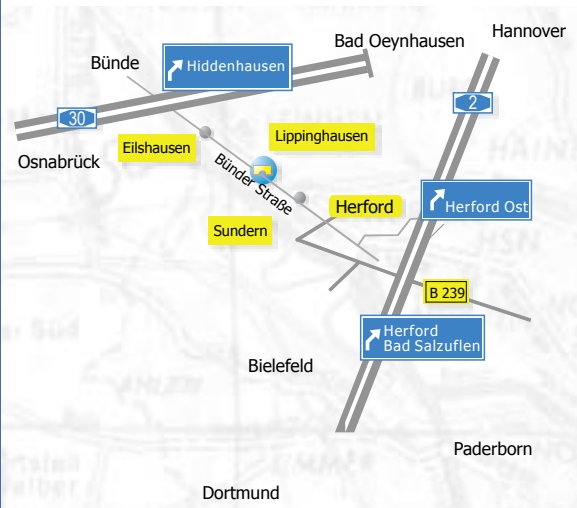 Hannover
Bad Oeynhausen
Bünde
Hiddenhausen
2
30
Lippinghausen
Eilshausen
Osnabrück
Bünder Straße
Herford
Herford Ost
Sundern
B 239
Herford
Bad Salzuflen
Bielefeld
Paderborn
Dortmund